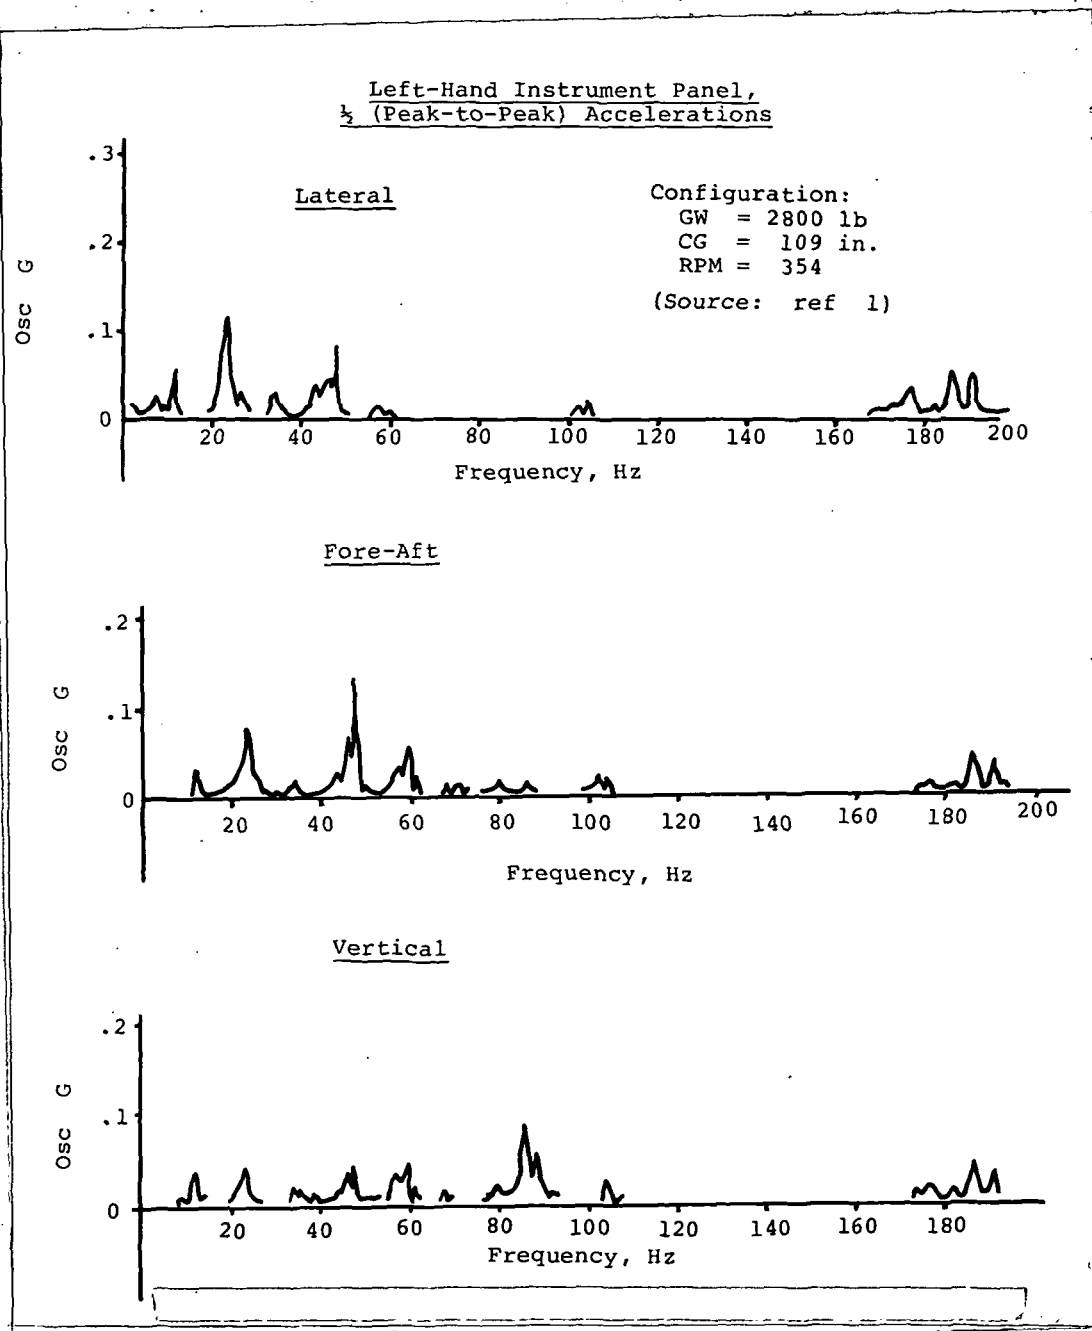 Left-Hand Instrument Panel,
½ (Peak-to-Peak) Accelerations
Lateral
Configuration:
GW = 2800 lb
CG = 109 in.
RPM = 354
(Source: ref 1)
Osc G
.3
.2
.1
0
20 40 60 80 100 120 140 160 180 200
Frequency, Hz
Fore-Aft
Osc G
.2
.1
0
20 40 60 80 100 120 140 160 180 200
Frequency, Hz
Vertical
Osc G
.2
.1
0
20 40 60 80 100 120 140 160 180
Frequency, Hz